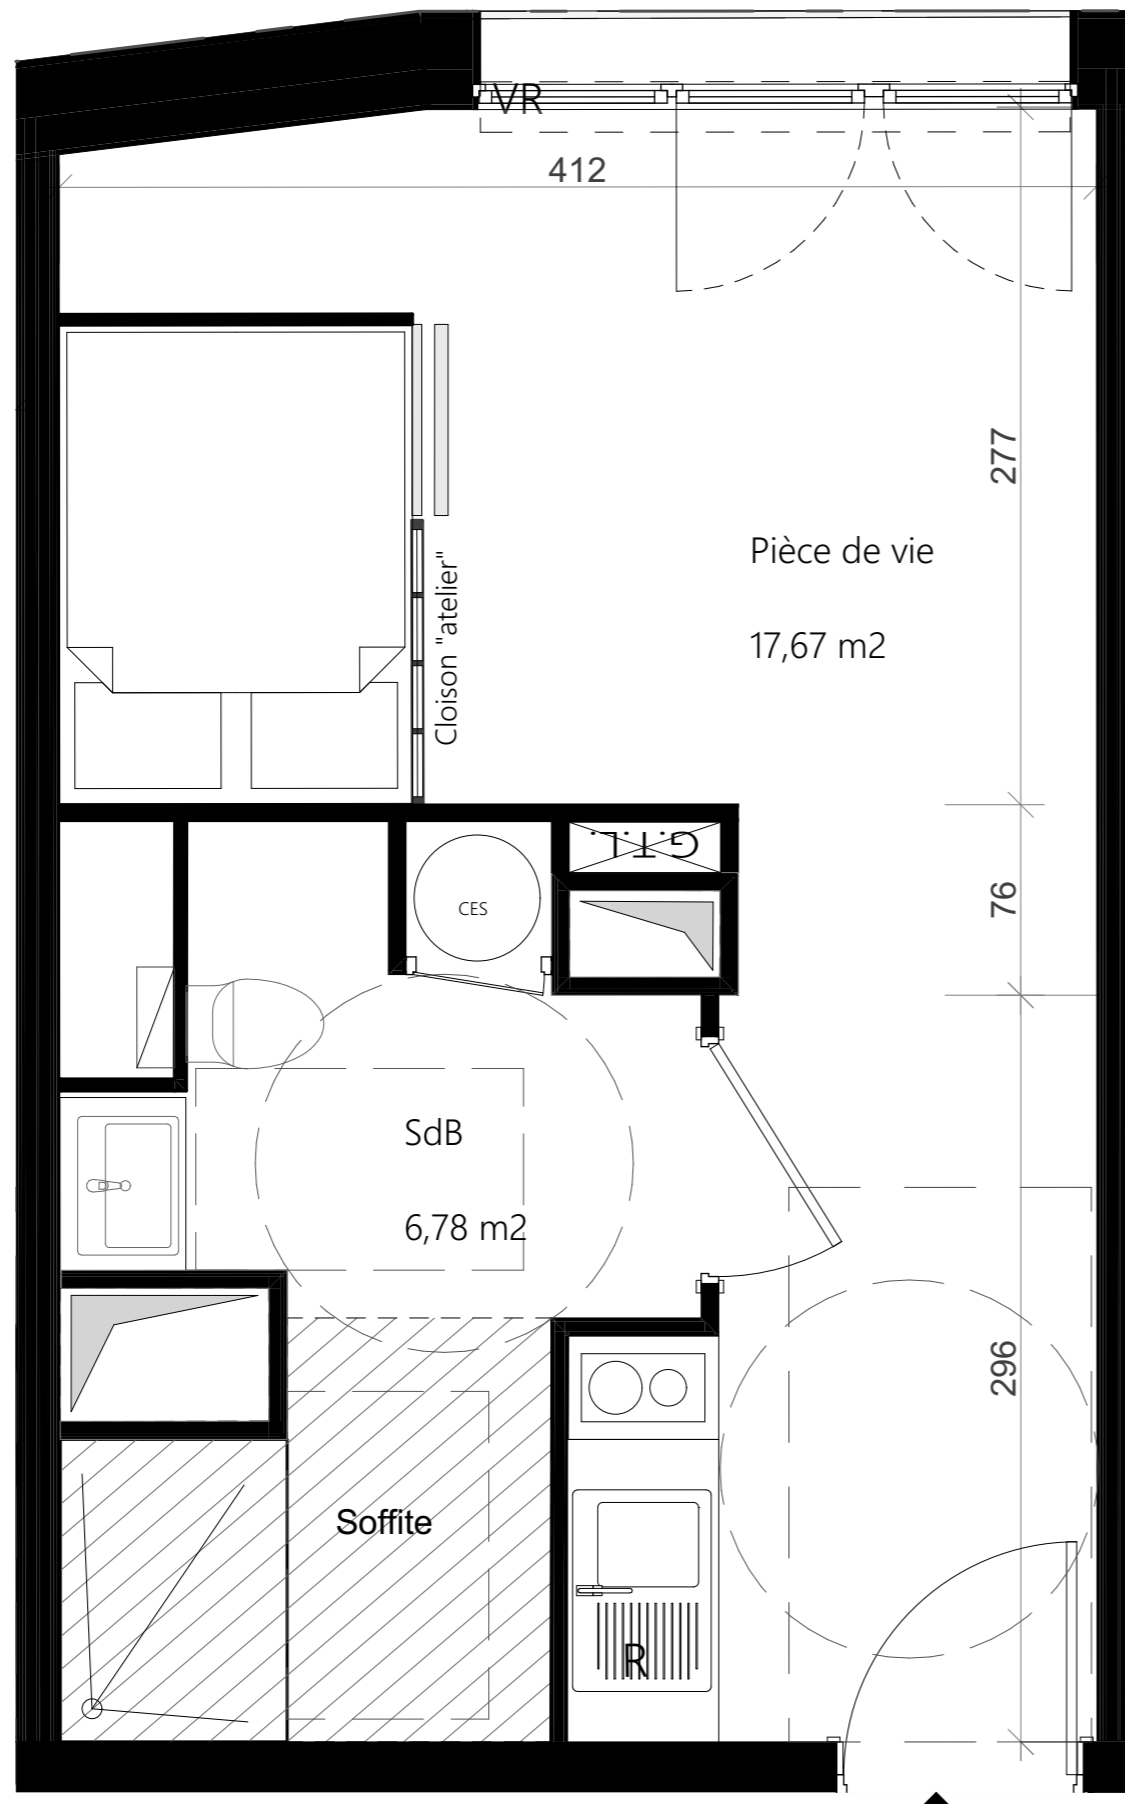 VR
412
277
Pièce de vie
17,67 m2
Cloison "atelier"
G.T.L.
CES
76
SdB
6,78 m2
296
Soffite
R